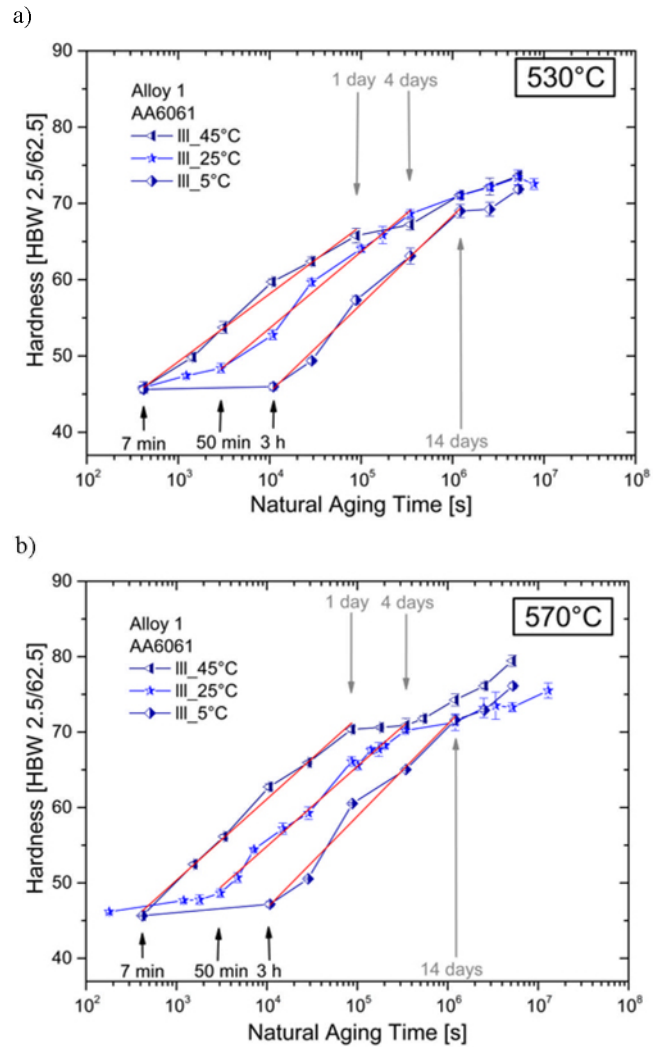 a)
90
80
70
60
50
40
Hardness [HBW 2.5/62.5]
Alloy 1
AA6061
III_45°C
III_25°C
III_5°C
1 day
4 days
530°C
7 min
50 min
3 h
14 days
10²
10³
10⁴
10⁵
10⁶
10⁷
10⁸
Natural Aging Time [s]
b)
90
80
70
60
50
40
Hardness [HBW 2.5/62.5]
Alloy 1
AA6061
III_45°C
III_25°C
III_5°C
1 day
4 days
570°C
7 min
50 min
3 h
14 days
10²
10³
10⁴
10⁵
10⁶
10⁷
10⁸
Natural Aging Time [s]